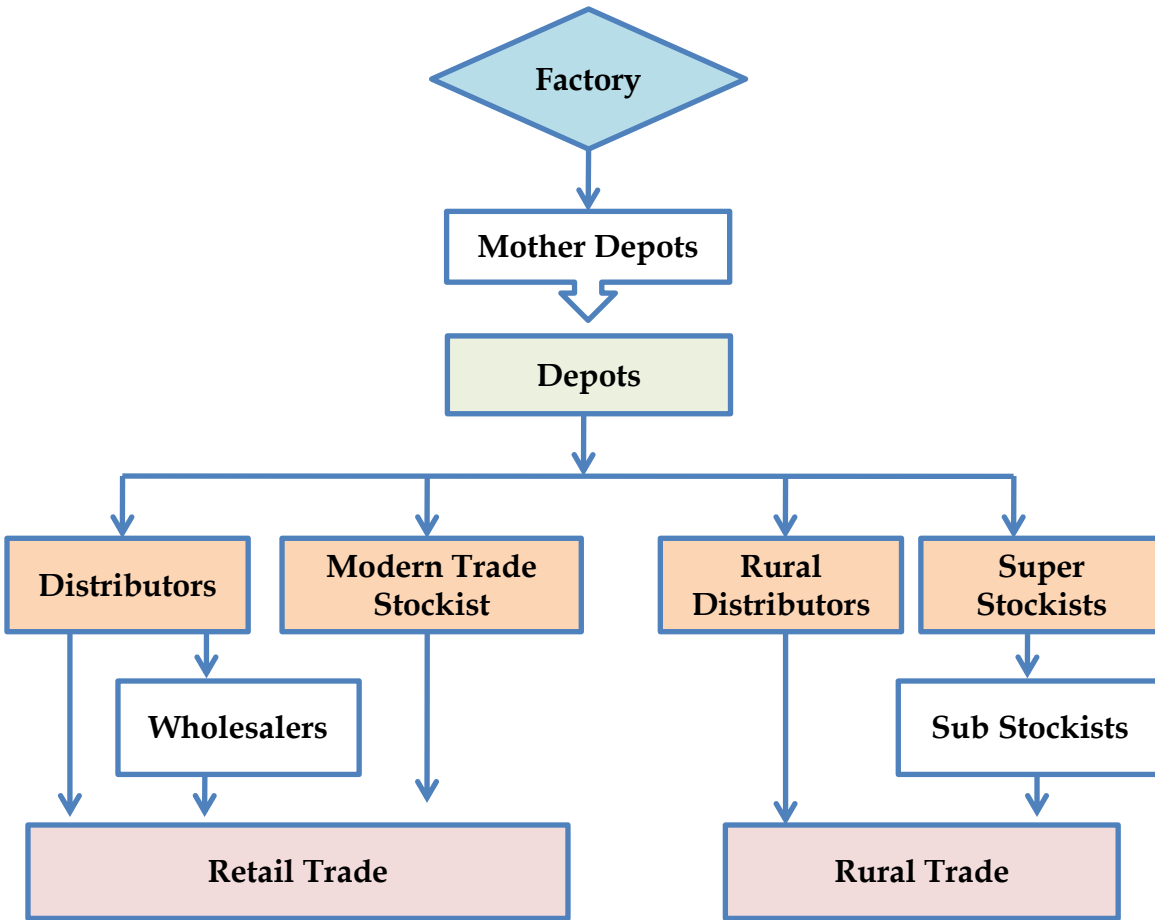 Factory
Mother Depots
Depots
Distributors
Modern Trade
Stockist
Rural
Distributors
Super
Stockists
Wholesalers
Sub Stockists
Retail Trade
Rural Trade